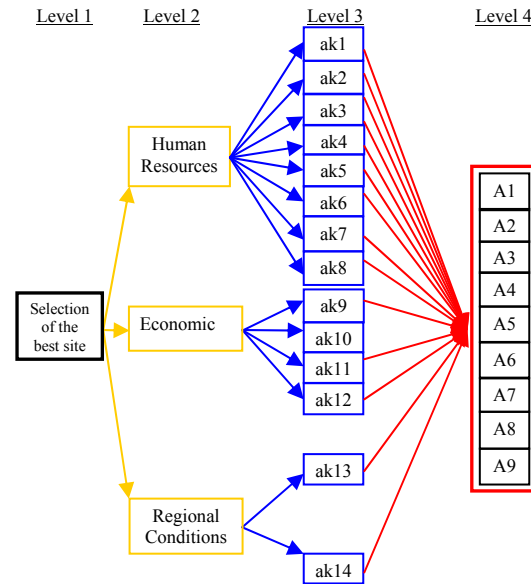 Level 1
Level 2
Level 3
Level 4
Selection
of the
best site
Human
Resources
Economic
Regional
Conditions
ak1
ak2
ak3
ak4
ak5
ak6
ak7
ak8
ak9
ak10
ak11
ak12
ak13
ak14
A1
A2
A3
A4
A5
A6
A7
A8
A9